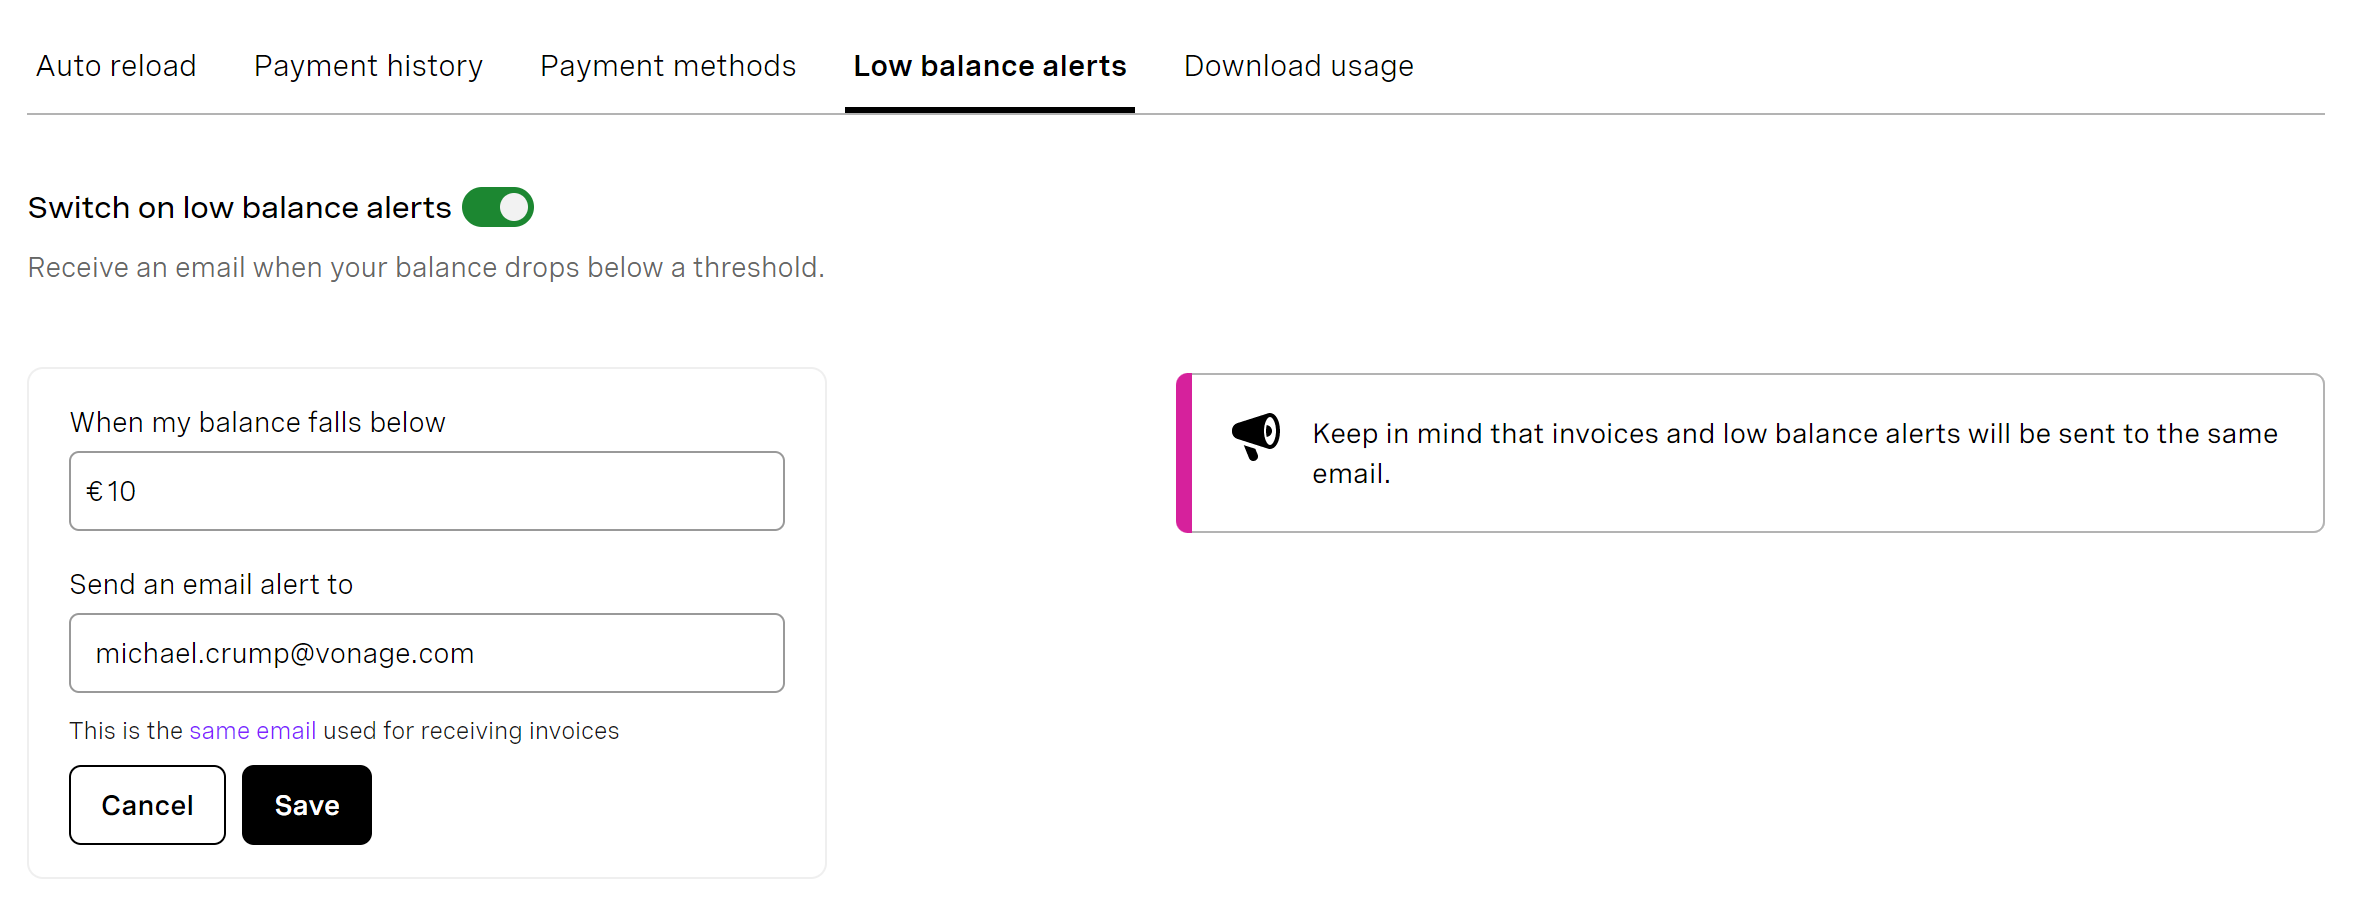 Auto reload Payment history Payment methods Low balance alerts Download usage
Switch on low balance alerts
Receive an email when your balance drops below a threshold.
When my balance falls below
€10
Send an email alert to
michael.crump@vonage.com
This is the same email used for receiving invoices
Cancel Save
Keep in mind that invoices and low balance alerts will be sent to the same
email.